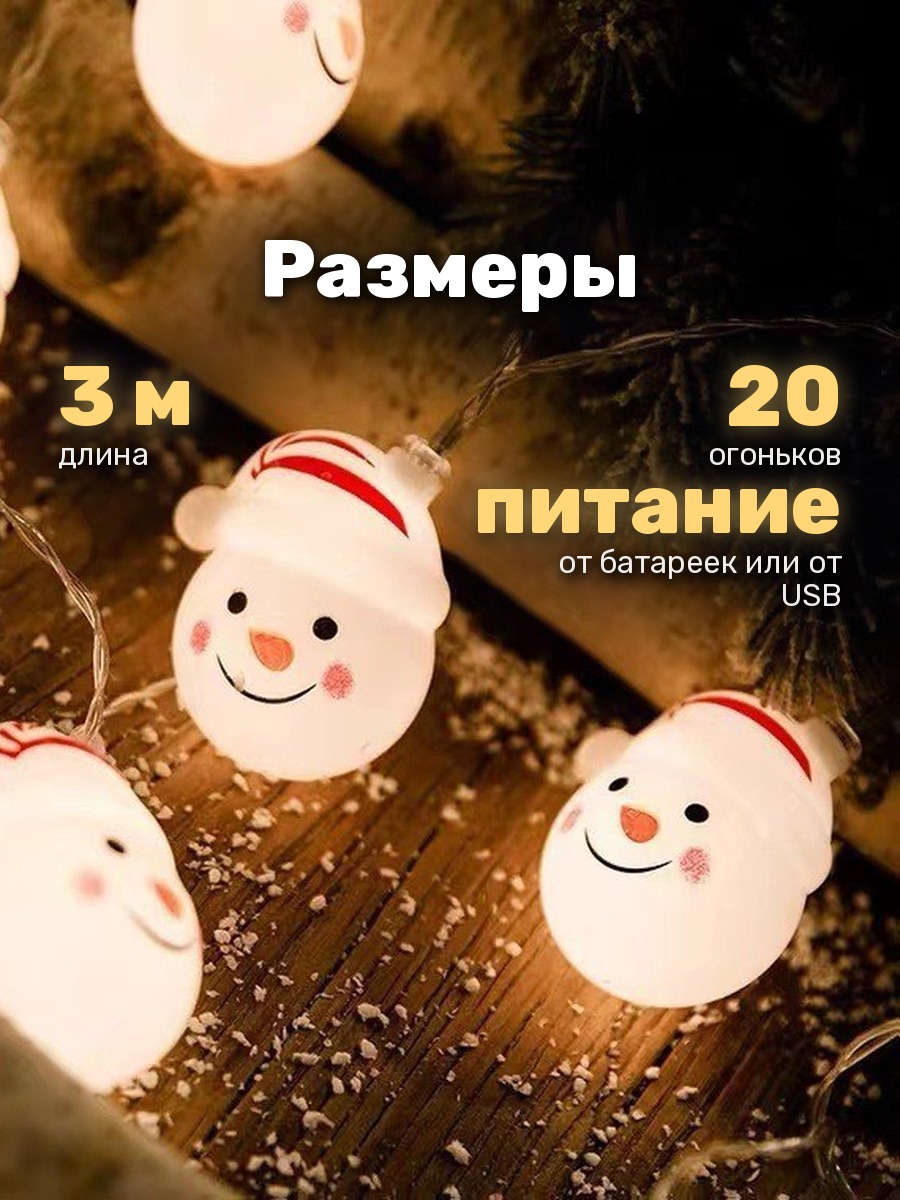 Размеры
3 м
длина
20
огоньков
питание
от батареек или от
USB